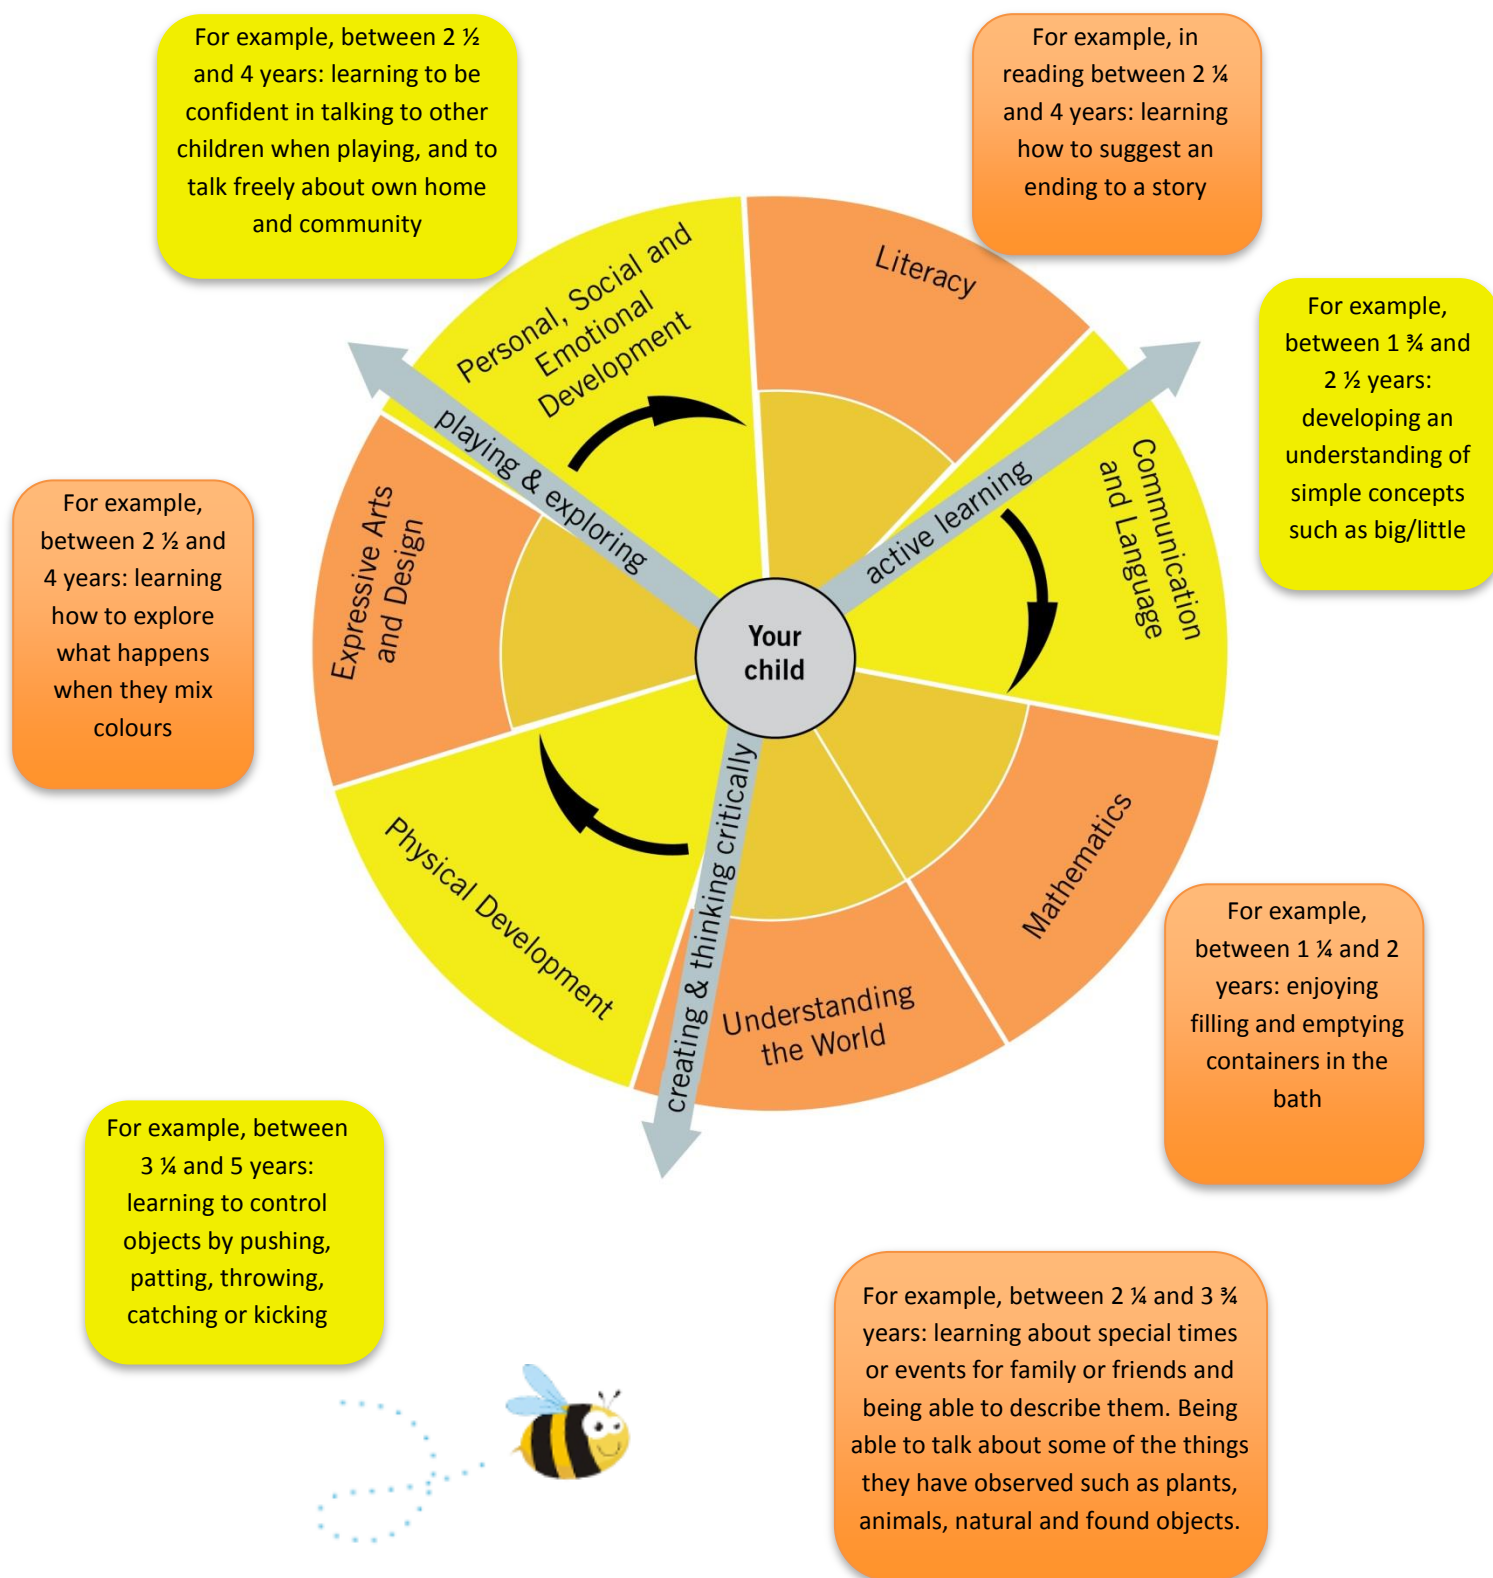 For example, between 2 ½
and 4 years: learning to be
confident in talking to other
children when playing, and to
talk freely about own home
and community
For example, in
reading between 2 ¼
and 4 years: learning
how to suggest an
ending to a story
For example,
between 1 ¾ and
2 ½ years:
developing an
understanding of
simple concepts
such as big/little
Personal, Social and
Emotional
Development
Literacy
Communication
and Language
playing & exploring
active learning
For example,
between 2 ½ and
4 years: learning
how to explore
what happens
when they mix
colours
Expressive Arts
and Design
Your
child
creating & thinking critically
Physical Development
Understanding
the World
Mathematics
For example,
between 1 ¼ and 2
years: enjoying
filling and emptying
containers in the
bath
For example, between
3 ¼ and 5 years:
learning to control
objects by pushing,
patting, throwing,
catching or kicking
For example, between 2 ¼ and 3 ¾
years: learning about special times
or events for family or friends and
being able to describe them. Being
able to talk about some of the things
they have observed such as plants,
animals, natural and found objects.